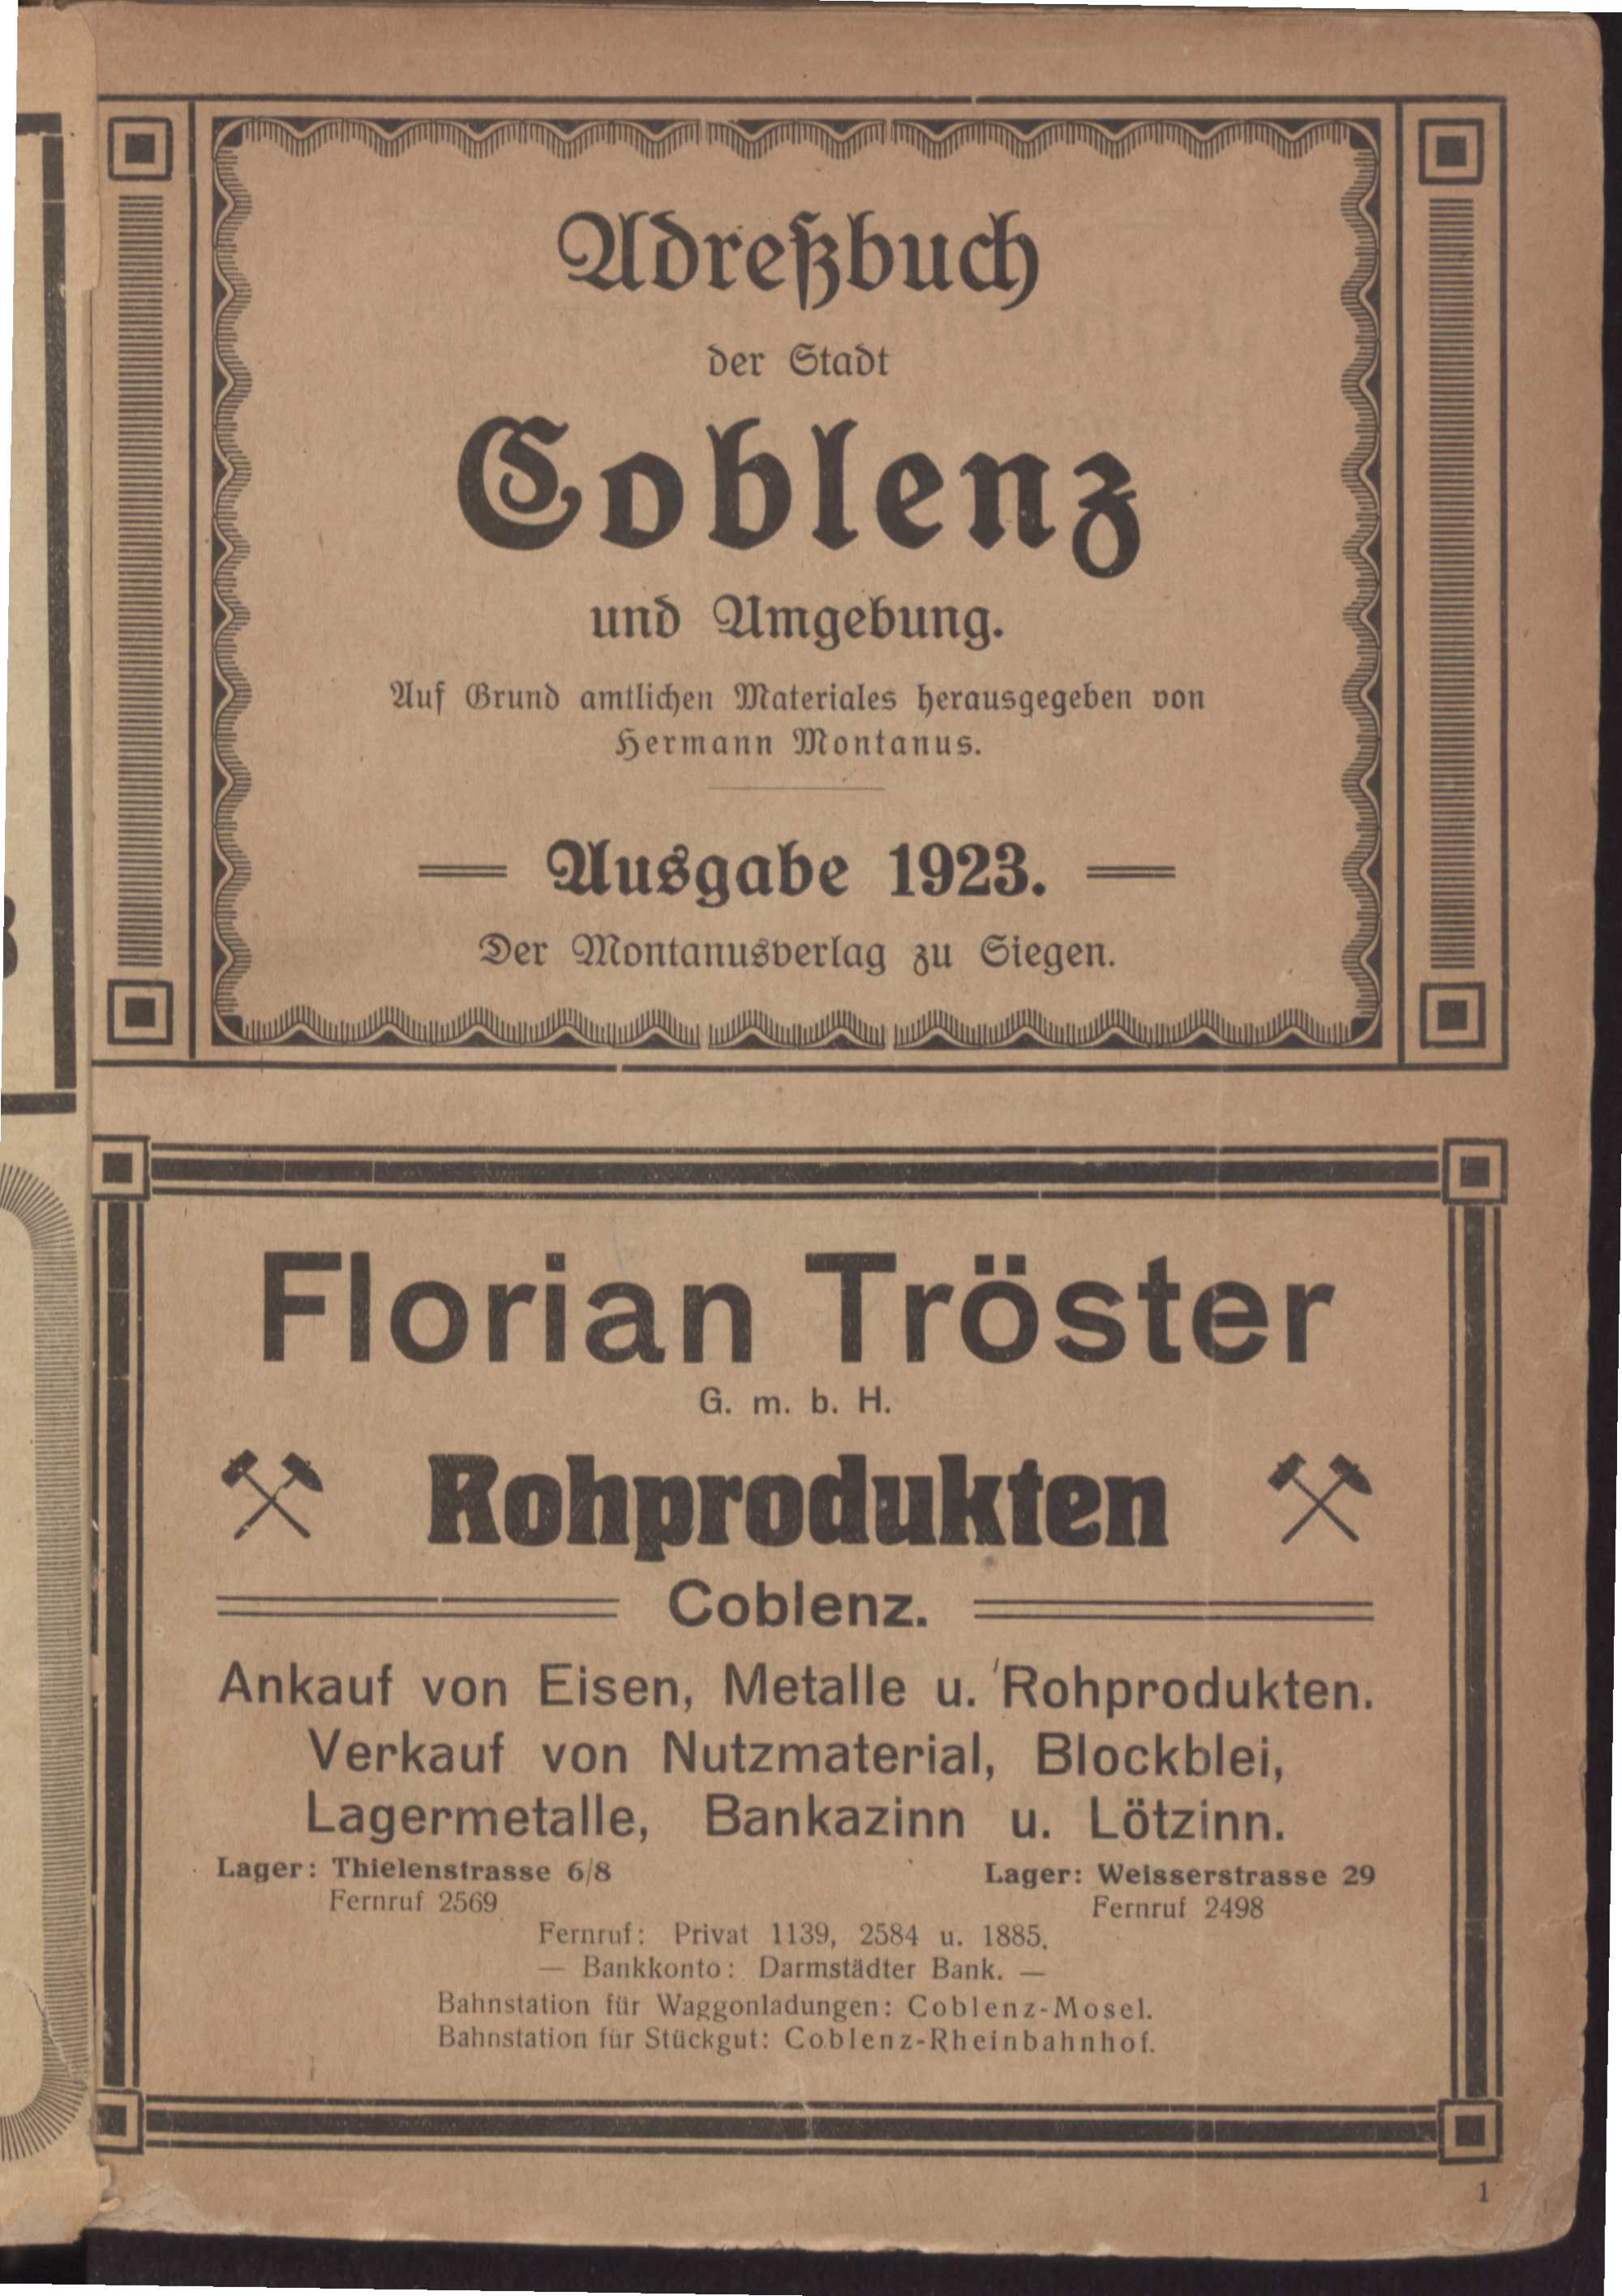 Adreßbuch
der Stadt
Coblenz
und Umgebung.
Auf Grund amtlichen Materiales herausgegeben von
Hermann Montanus.
Ausgabe 1923.
Der Montanusverlag zu Siegen.
Florian Tröster
G. m. b. H.
Rohprodukten
Coblenz.
Ankauf von Eisen, Metalle u. Rohprodukten.
Verkauf von Nutzmaterial, Blockblei,
Lagermetalle, Bankazinn u. Lötzinn.
Lager: Thielenstrasse 6/8 Lager: Weisserstrasse 29
Fernruf 2569 Fernruf 2498
Fernruf: Privat 1139, 2584 u. 1885.
— Bankkonto: Darmstädter Bank. —
Bahnstation für Waggonladungen: Coblenz-Mosel.
Bahnstation für Stückgut: Coblenz-Rheinbahnhof.
1